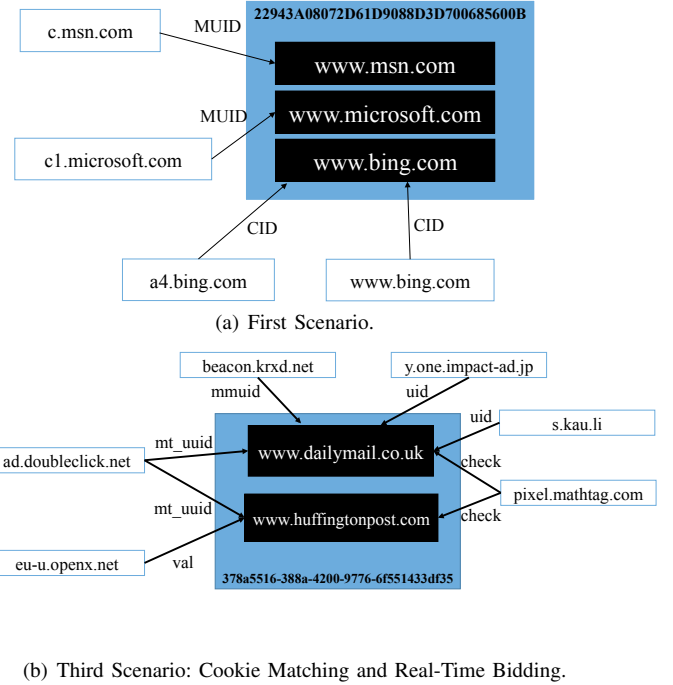 22943A08072D61D9088D3D700685600B
c.msn.com
MUID
www.msn.com
MUID
www.microsoft.com
c1.microsoft.com
www.bing.com
CID
CID
a4.bing.com
www.bing.com
(a) First Scenario.
beacon.krxd.net
y.one.impact-ad.jp
mmuid
uid
uid
s.kau.li
mt_uuid
www.dailymail.co.uk
ad.doubleclick.net
check
pixel.mathtag.com
mt_uuid
www.huffingtonpost.com
check
eu-u.openx.net
val
378a5516-388a-4200-9776-6f551433df35
(b) Third Scenario: Cookie Matching and Real-Time Bidding.